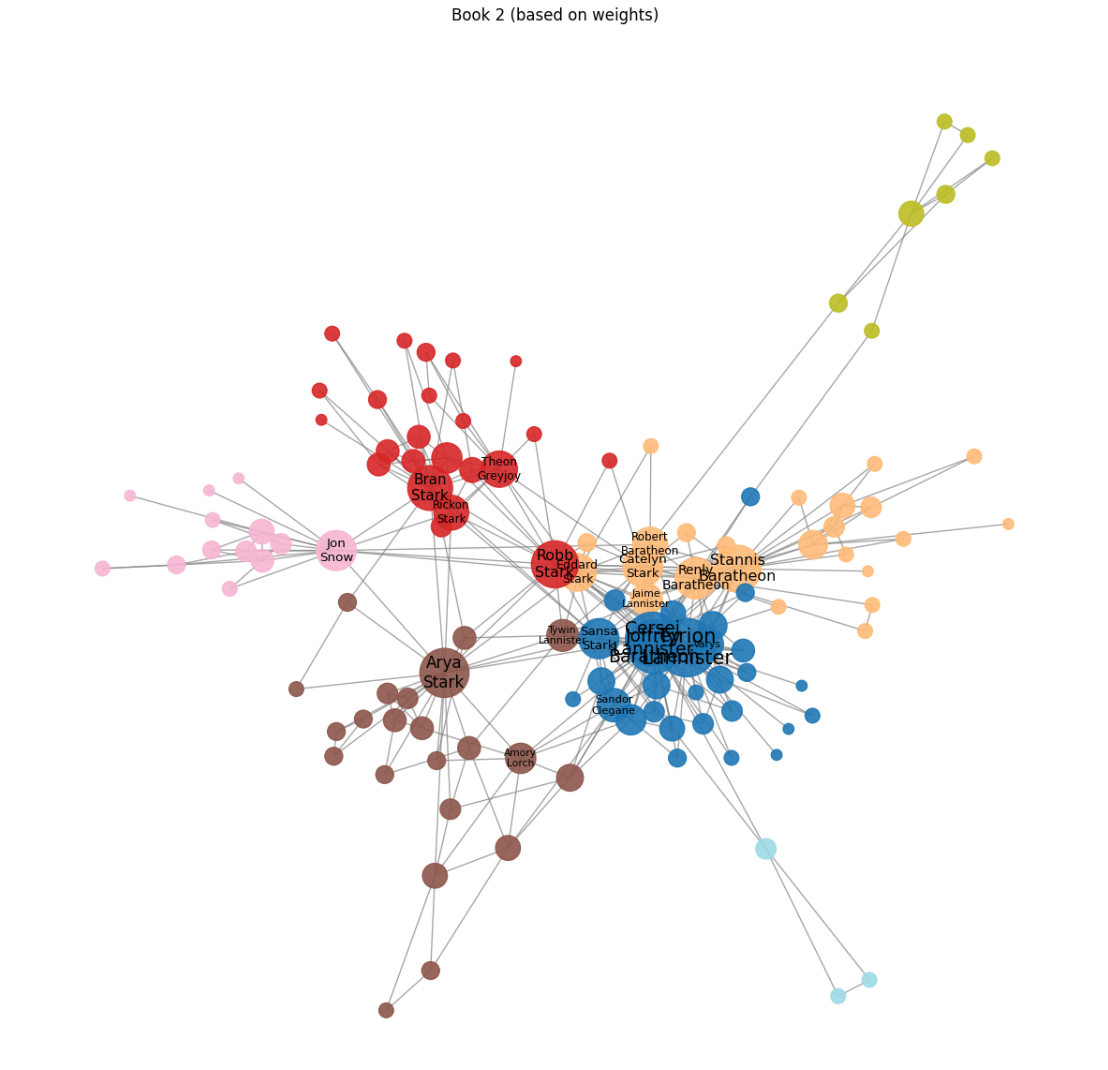 Book 2 (based on weights)
Theon
Greyjoy
Bran
Stark
Rickon
Stark
Jon
Snow
Robb
Stark
Eddard
Stark
Robert
Baratheon
Catelyn
Stark
Renly
Baratheon
Stannis
Baratheon
Jaime
Lannister
Tywin
Lannister
Sansa
Stark
Cersei
Lannister
Joffrey
Baratheon
Tyrion
Lannister
Varys
Arya
Stark
Sandor
Clegane
Amory
Lorch